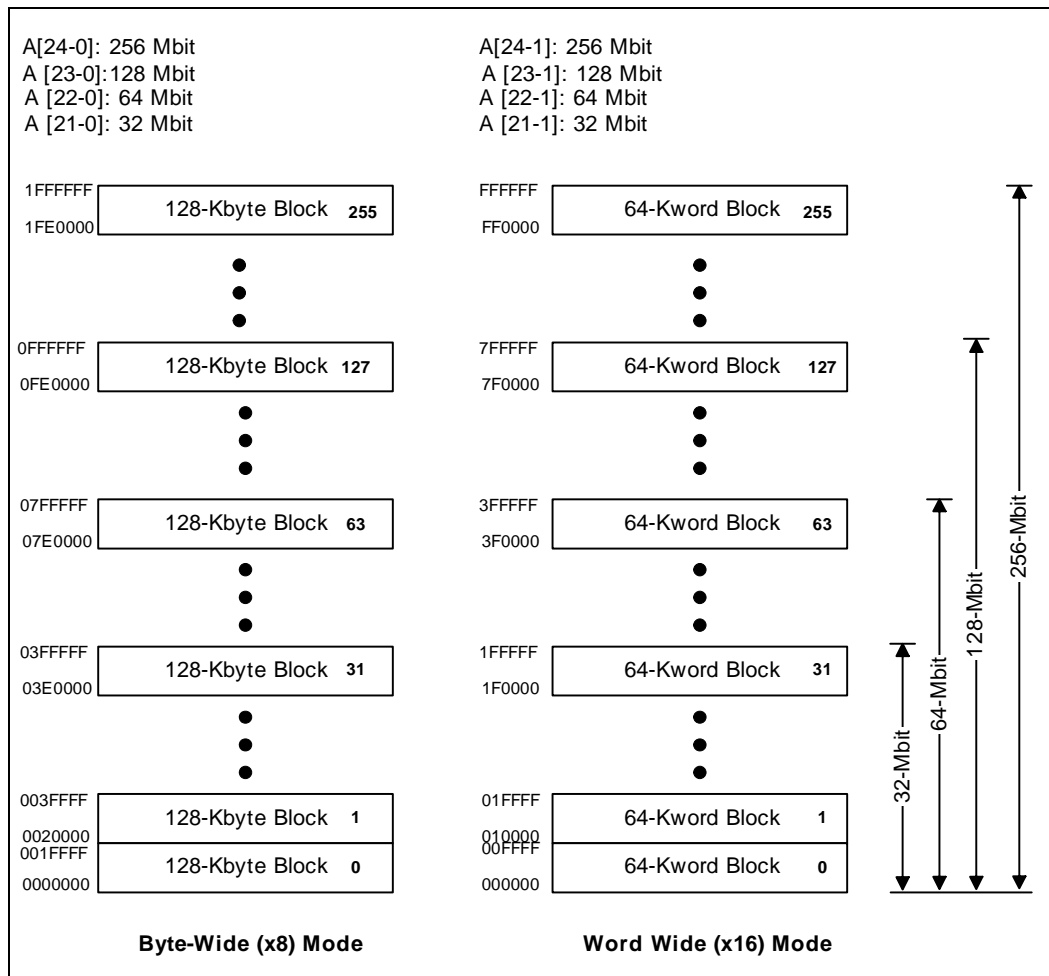 A[24-0]: 256 Mbit
A [23-0]:128 Mbit
A [22-0]: 64 Mbit
A [21-0]: 32 Mbit
A[24-1]: 256 Mbit
A [23-1]: 128 Mbit
A [22-1]: 64 Mbit
A [21-1]: 32 Mbit
1FFFFFF
128-Kbyte Block 255
1FE0000
FFFFFF
64-Kword Block 255
FF0000
0FFFFFF
128-Kbyte Block 127
0FE0000
7FFFFF
64-Kword Block 127
7F0000
07FFFFF
128-Kbyte Block 63
07E0000
3FFFFF
64-Kword Block 63
3F0000
03FFFFF
128-Kbyte Block 31
03E0000
1FFFFF
64-Kword Block 31
1F0000
003FFFF
128-Kbyte Block 1
0020000
001FFFF
128-Kbyte Block 0
0000000
01FFFF
64-Kword Block 1
010000
00FFFF
64-Kword Block 0
000000
32-Mbit
64-Mbit
128-Mbit
256-Mbit
Byte-Wide (x8) Mode
Word Wide (x16) Mode